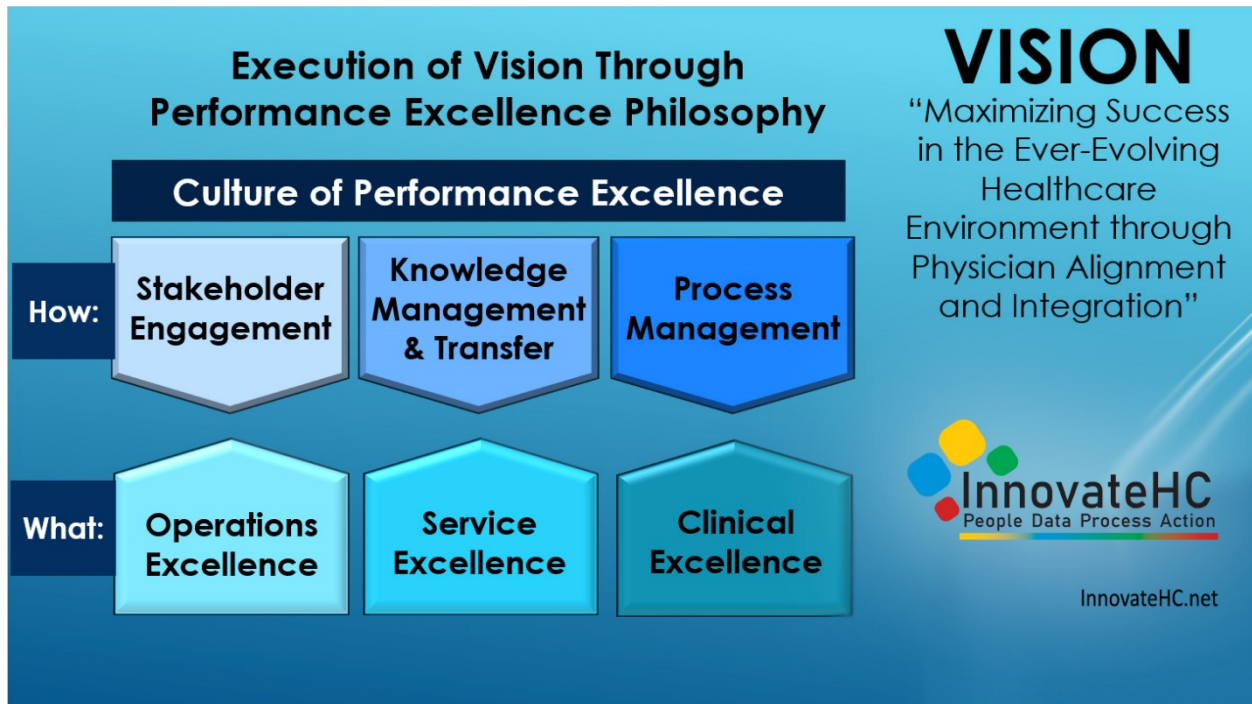 Execution of Vision Through
Performance Excellence Philosophy
Culture of Performance Excellence
How:
Stakeholder
Engagement
Knowledge
Management
& Transfer
Process
Management
What:
Operations
Excellence
Service
Excellence
Clinical
Excellence
VISION
“Maximizing Success
in the Ever-Evolving
Healthcare
Environment through
Physician Alignment
and Integration”
InnovateHC
People Data Process Action
InnovateHC.net